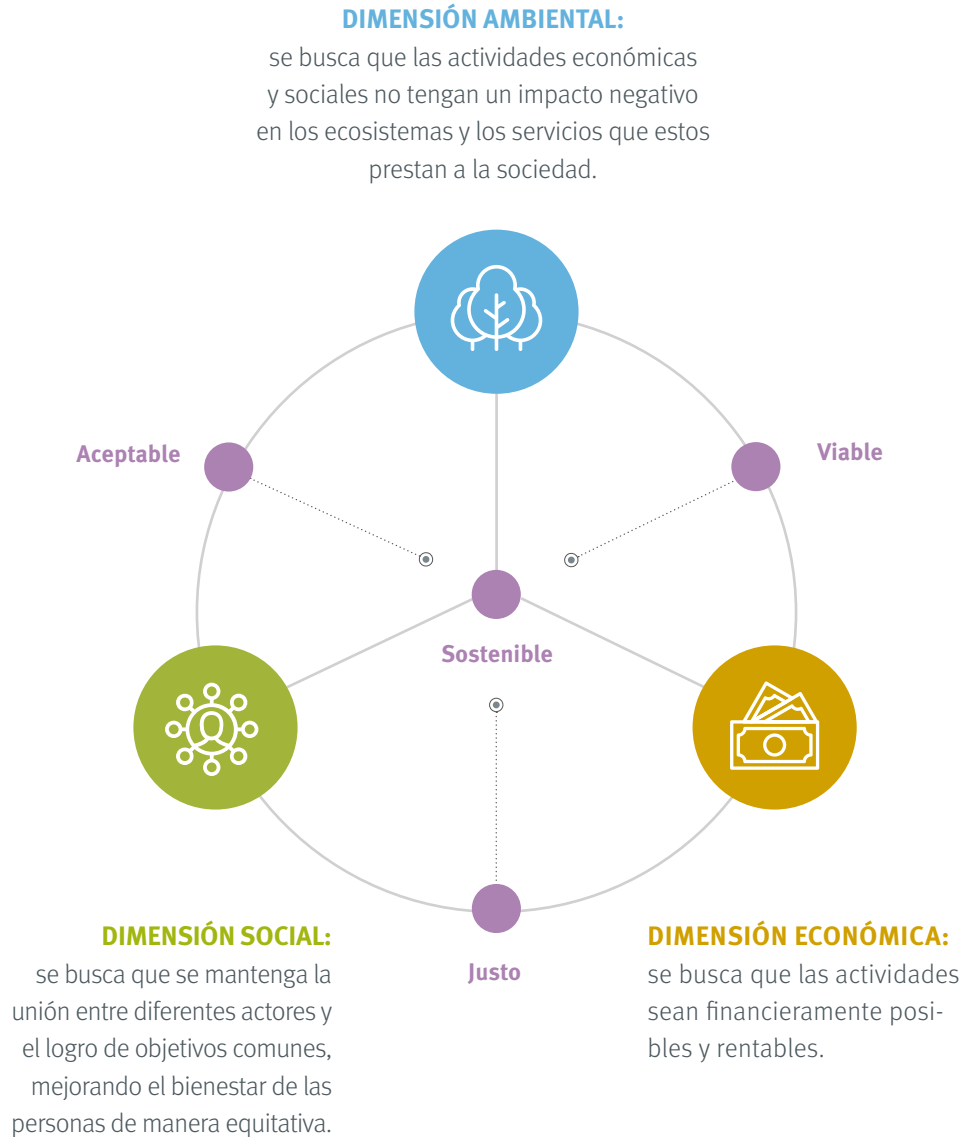 DIMENSIÓN AMBIENTAL:
se busca que las actividades económicas
y sociales no tengan un impacto negativo
en los ecosistemas y los servicios que estos
prestan a la sociedad.
Aceptable
Viable
Sostenible
Justo
DIMENSIÓN SOCIAL:
se busca que se mantenga la
unión entre diferentes actores y
el logro de objetivos comunes,
mejorando el bienestar de las
personas de manera equitativa.
DIMENSIÓN ECONÓMICA:
se busca que las actividades
sean financieramente posi-
bles y rentables.